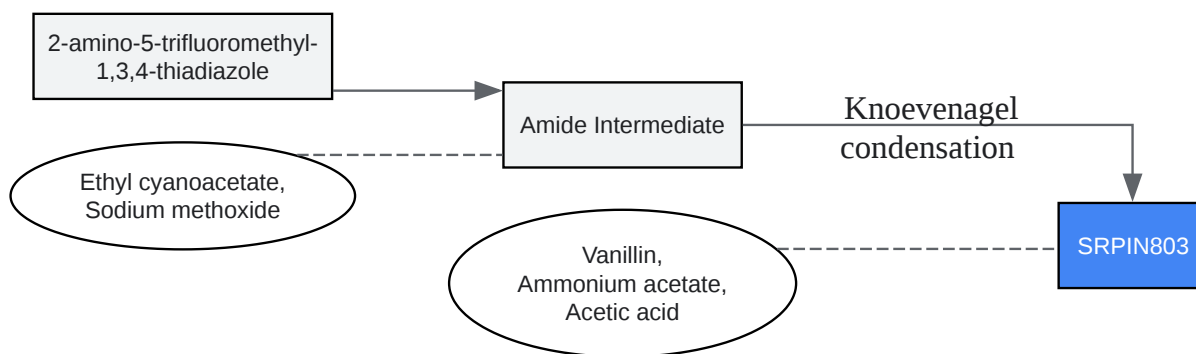 2-amino-5-trifluoromethyl-
1,3,4-thiadiazole
Amide Intermediate
Knoevenagel
condensation
Ethyl cyanoacetate,
Sodium methoxide
SRPIN803
Vanillin,
Ammonium acetate,
Acetic acid